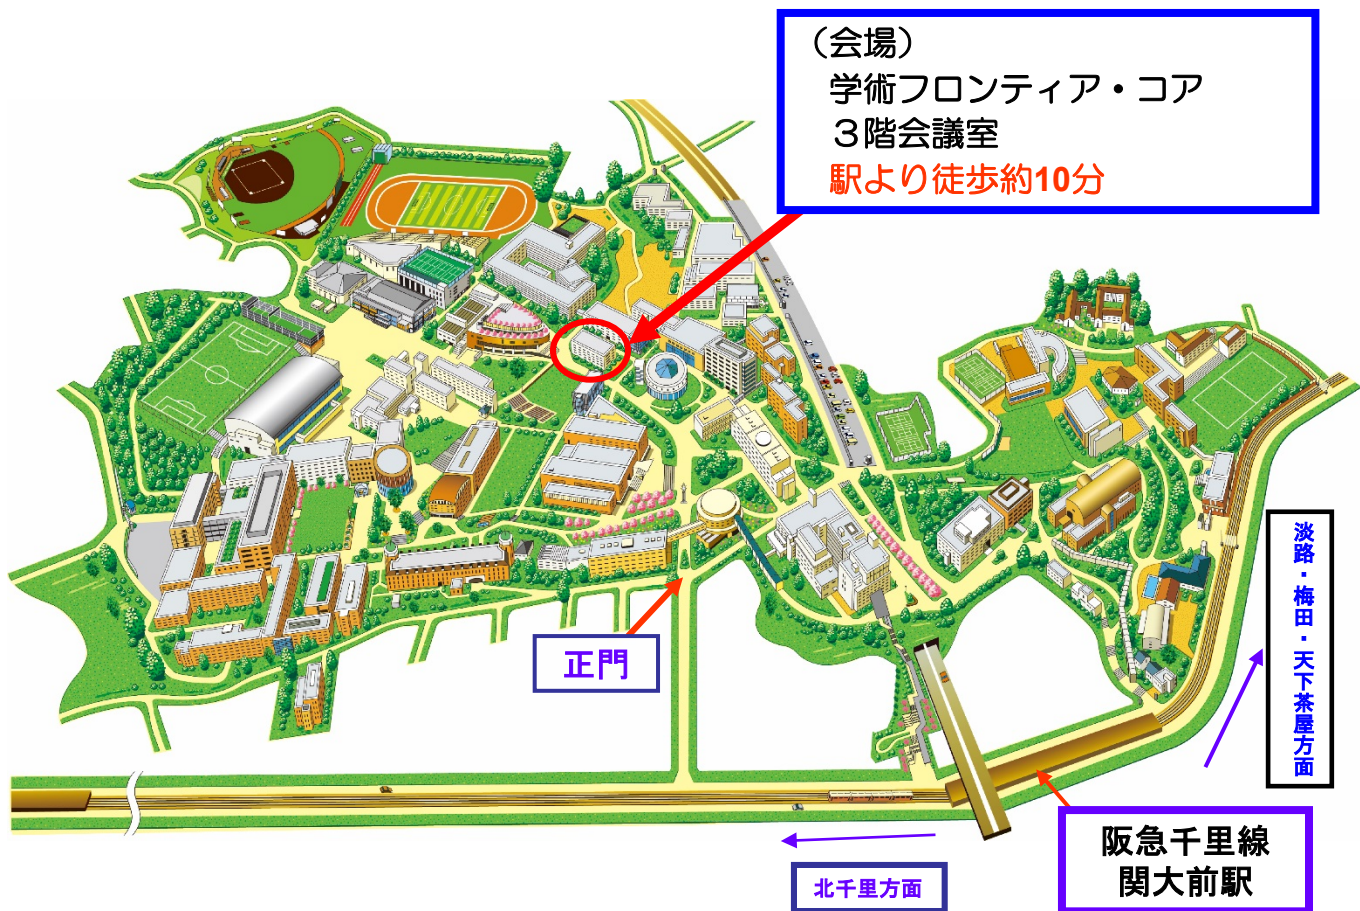 （会場）
学術フロンティア・コア
３階会議室
駅より徒歩約10分
正門
淡路・梅田・天下茶屋方面
阪急千里線
関大前駅
北千里方面